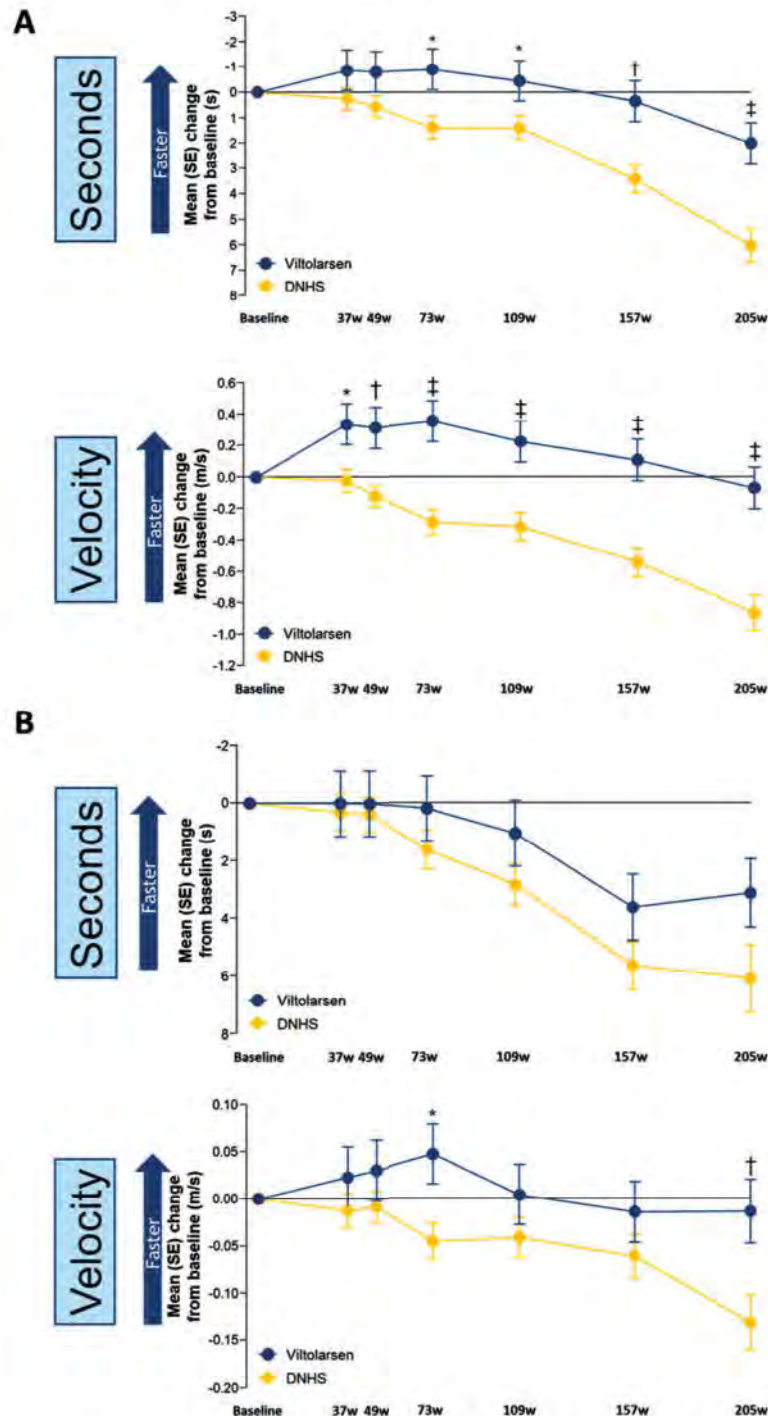 A
Seconds
Faster
Mean (SE) change
from baseline (s)
-3
-2
-1
0
1
2
3
4
5
6
7
8
*
*
†
‡
Viltolarsen
DNHS
Baseline 37w 49w 73w 109w 157w 205w
Velocity
Faster
Mean (SE) change
from baseline (m/s)
0.6
0.4
0.2
0.0
-0.2
-0.4
-0.6
-0.8
-1.0
-1.2
*
†
‡
‡
‡
‡
Viltolarsen
DNHS
Baseline 37w 49w 73w 109w 157w 205w
B
Seconds
Faster
Mean (SE) change
from baseline (s)
-2
0
2
4
6
8
Viltolarsen
DNHS
Baseline 37w 49w 73w 109w 157w 205w
Velocity
Faster
Mean (SE) change
from baseline (m/s)
0.10
0.05
0.00
-0.05
-0.10
-0.15
-0.20
*
†
Viltolarsen
DNHS
Baseline 37w 49w 73w 109w 157w 205w